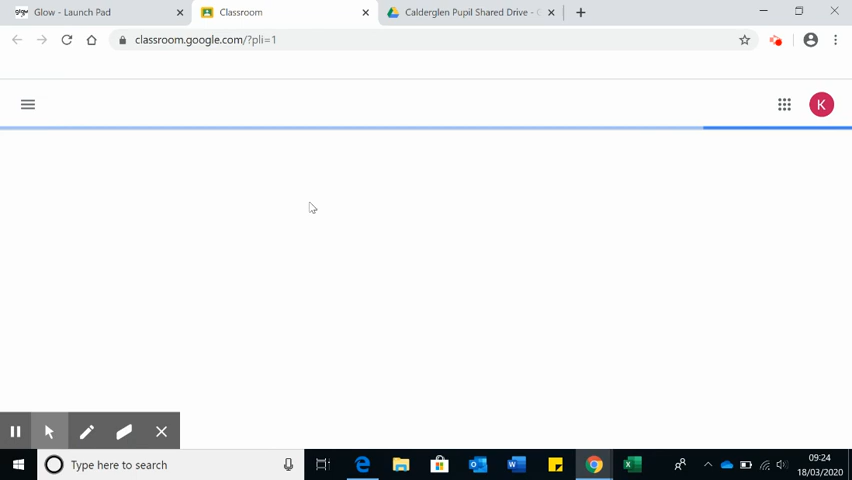 glow Glow - Launch Pad
Classroom
Calderglen Pupil Shared Drive -
classroom.google.com/?pli=1
K
Type here to search
09:24
18/03/2020